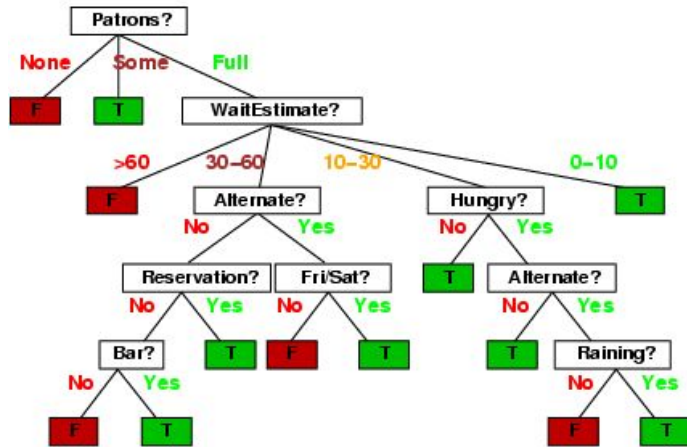 Patrons?
None Some Full
F T WaitEstimate?
>60 30-60 10-30 0-10
F Alternate? Hungry? T
No Yes No Yes
Reservation? Fri/Sat? T Alternate?
No Yes No Yes No Yes
Bar? T F T T Raining?
No Yes No Yes
F T F T